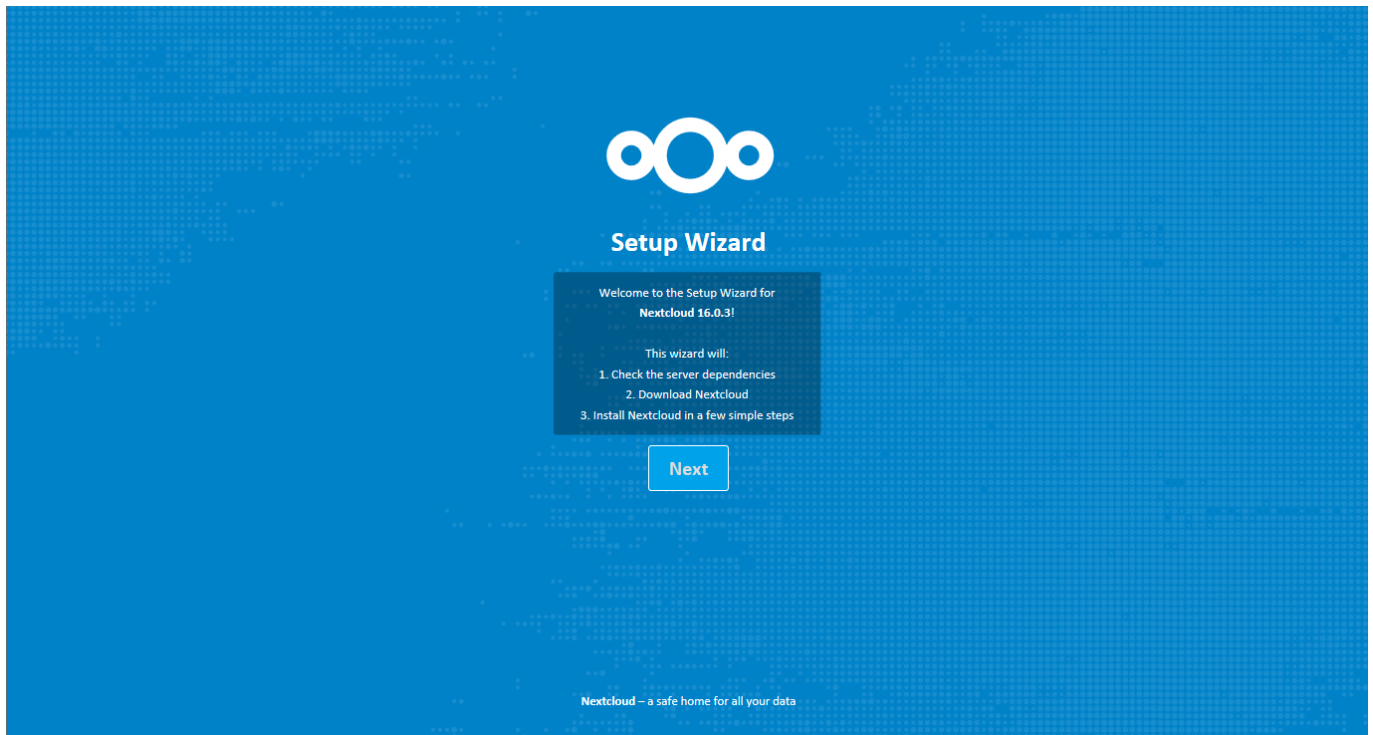 Setup Wizard
Welcome to the Setup Wizard for
Nextcloud 16.0.3!
This wizard will:
1. Check the server dependencies
2. Download Nextcloud
3. Install Nextcloud in a few simple steps
Next
Nextcloud – a safe home for all your data